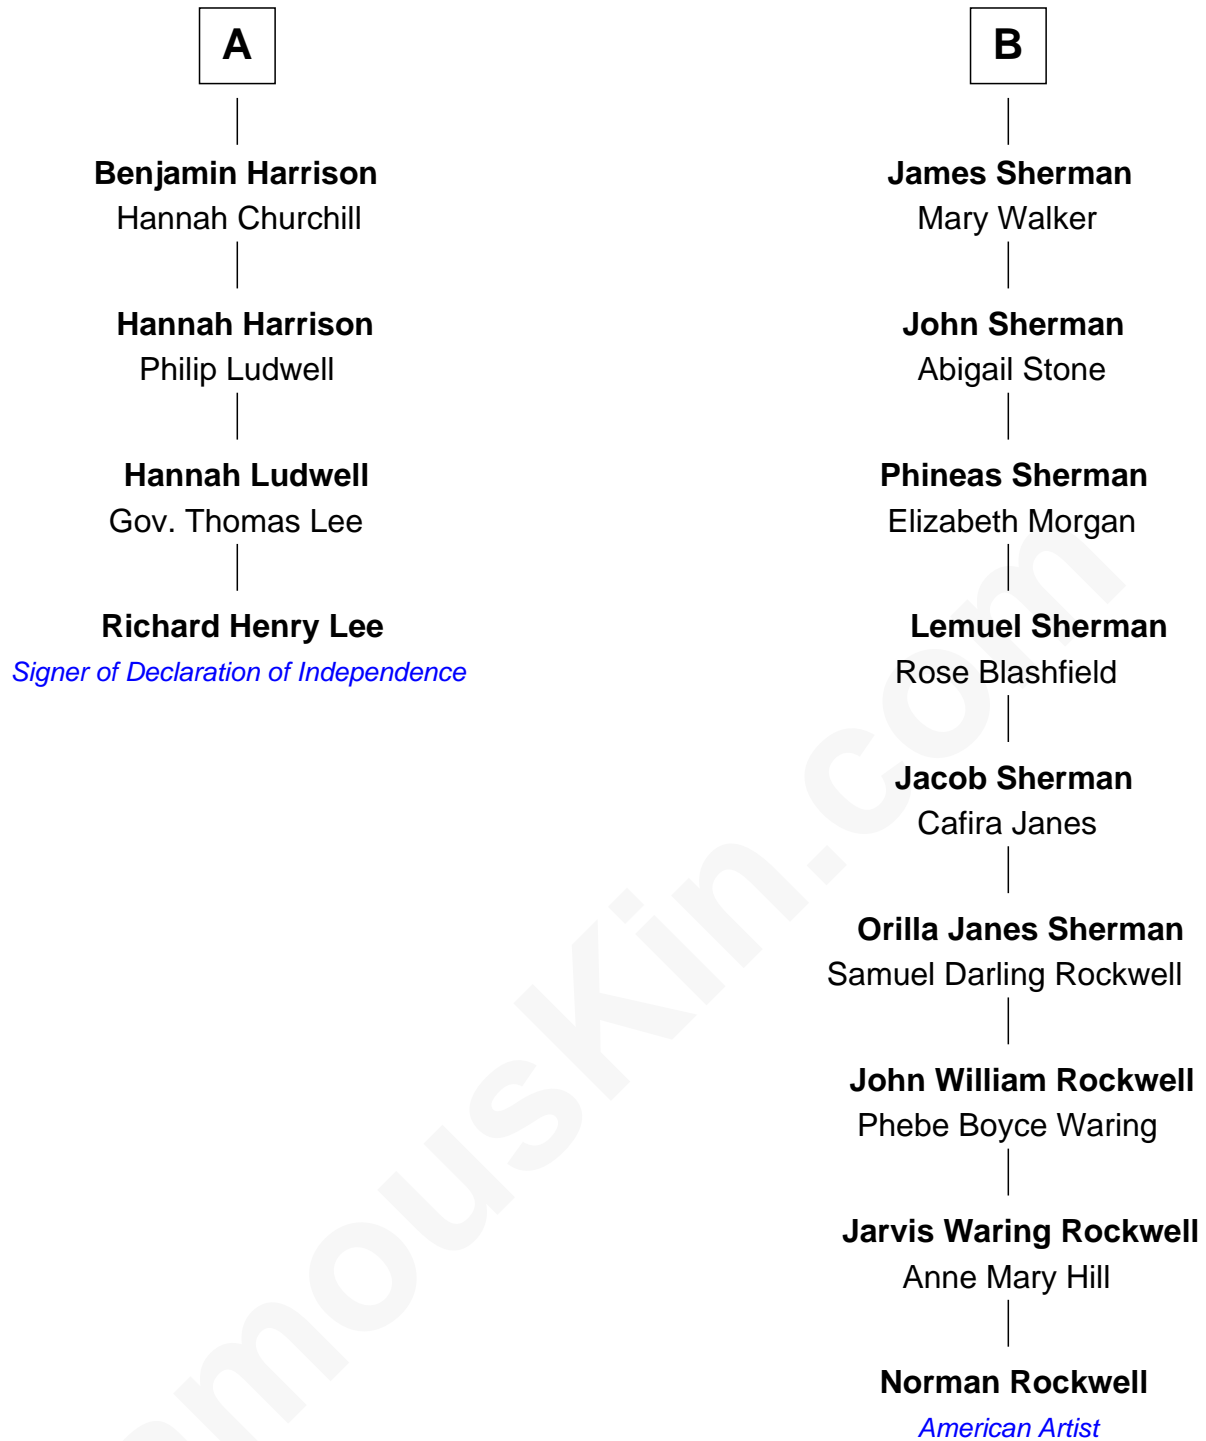 A
Benjamin Harrison
Hannah Churchill
Hannah Harrison
Philip Ludwell
Hannah Ludwell
Gov. Thomas Lee
Richard Henry Lee
Signer of Declaration of Independence
B
James Sherman
Mary Walker
John Sherman
Abigail Stone
Phineas Sherman
Elizabeth Morgan
Lemuel Sherman
Rose Blashfield
Jacob Sherman
Cafira Janes
Orilla Janes Sherman
Samuel Darling Rockwell
John William Rockwell
Phebe Boyce Waring
Jarvis Waring Rockwell
Anne Mary Hill
Norman Rockwell
American Artist
amousKin.com